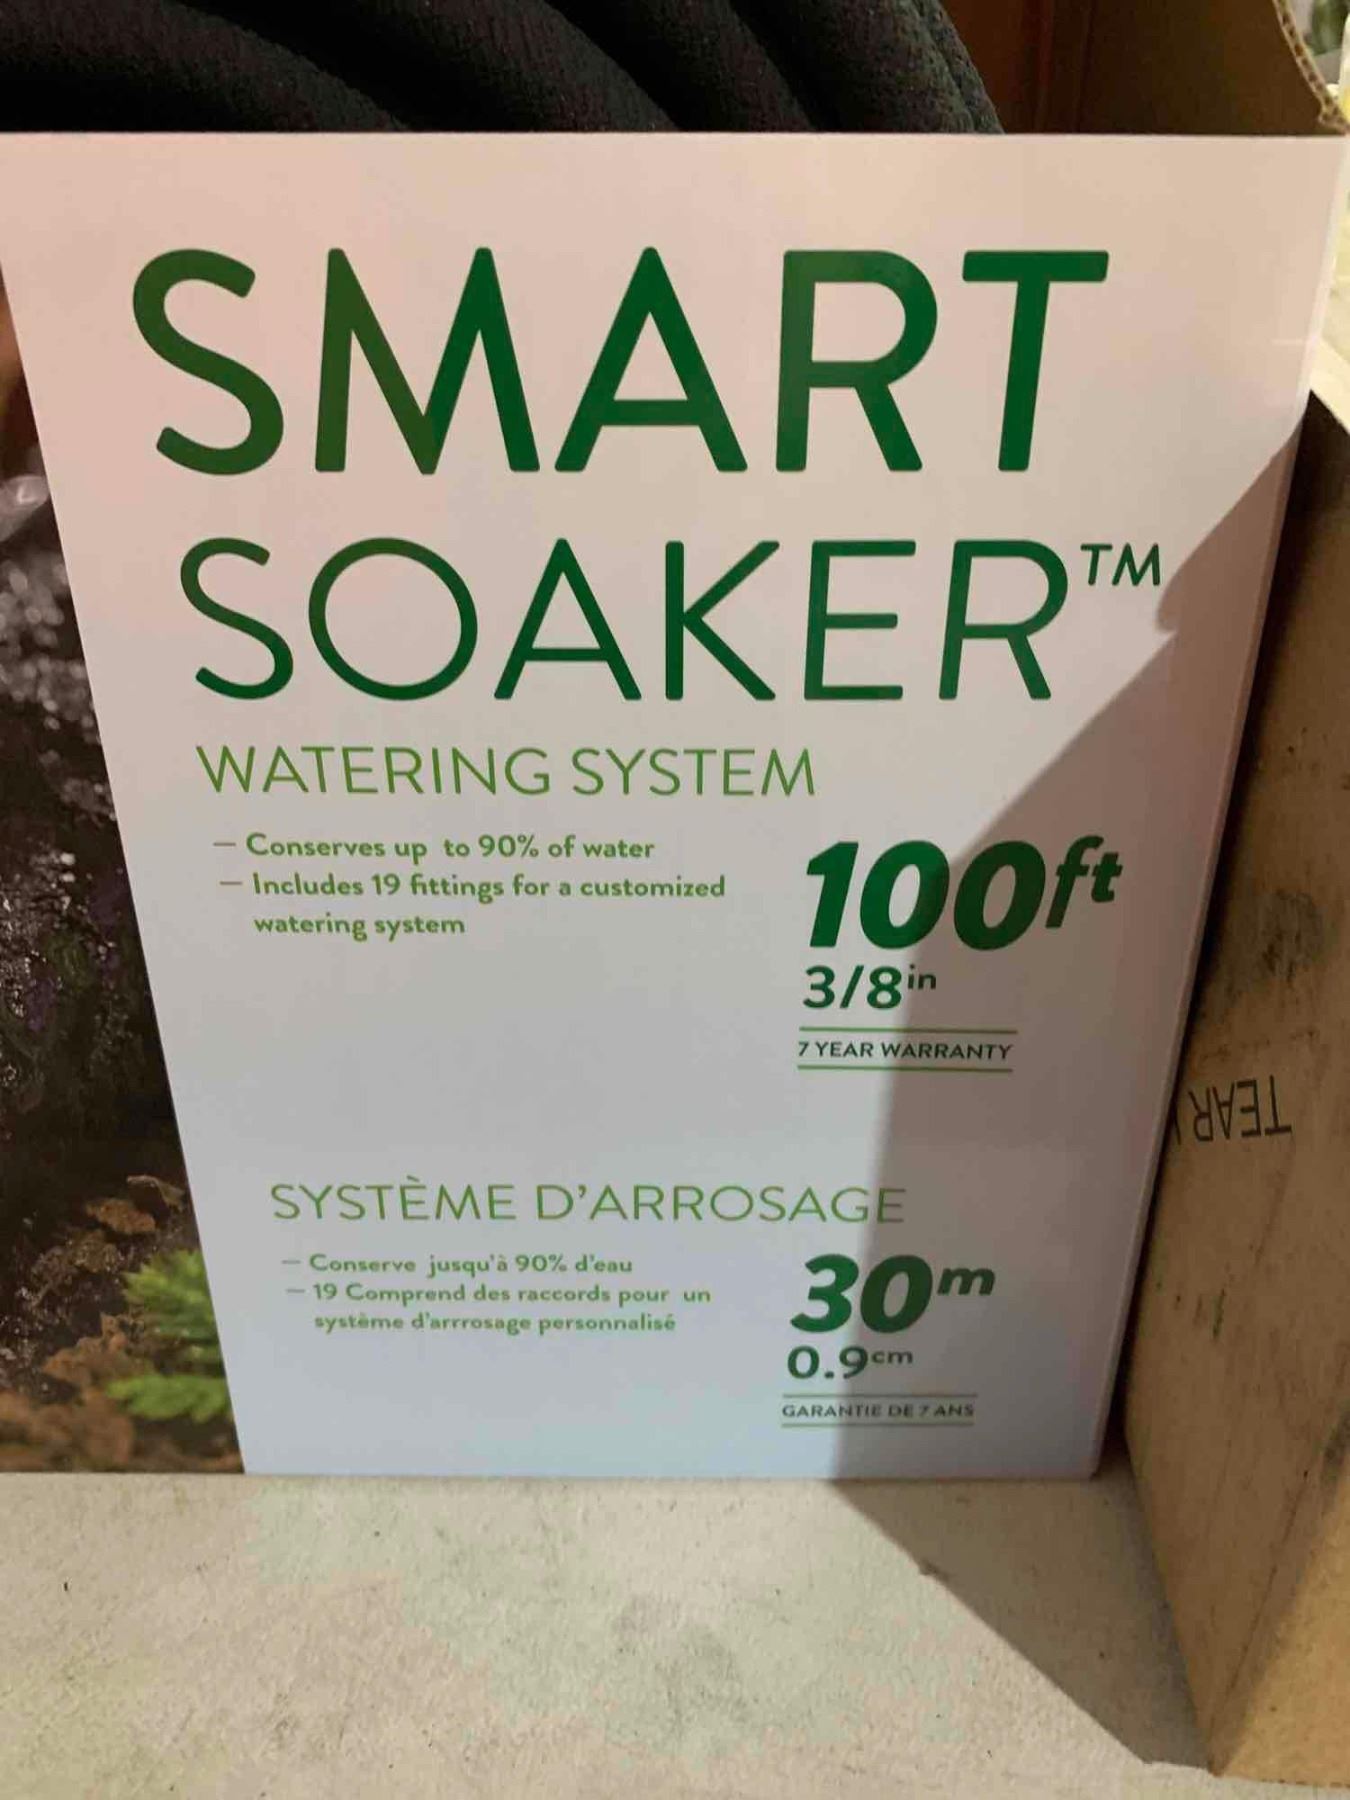 SMART
SOAKER™
WATERING SYSTEM
— Conserves up to 90% of water
— Includes 19 fittings for a customized
watering system
100ft
3/8in
7 YEAR WARRANTY
SYSTÈME D'ARROSAGE
— Conserve jusqu'à 90% d'eau
— 19 Comprend des raccords pour un
système d'arrrosage personnalisé
30m
0.9cm
GARANTIE DE 7 ANS
TEAR